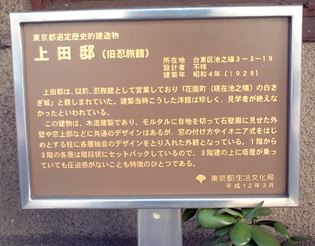 東京都選定歴史的建造物
上田邸（旧忍旅館）
所在地 台東区池之端3-3-19
設計者 不祥
建築年 昭和4年（1929）
上田邸は、以前、忍旅館として営業しており「花園町（現在池之端）の白さ
ぎ城」と親しまれていた。建築当時こうした洋館は珍しく、見学者が絶えな
かったといわれている。
この建物は、木造建築であり、モルタルに目地を切って石壁風に見せた外
壁や窓上部などに共通のデザインはあるが、窓の付け方やイオニア式をはじ
めとする柱に各層独自のデザインをとり入れた外観となっている。1階から
3階の各層は階段状にセットバックしているので、3階建の上に塔屋が乗っ
ていても圧迫感がないことも特徴のひとつである。
東京都生活文化局
平成12年3月